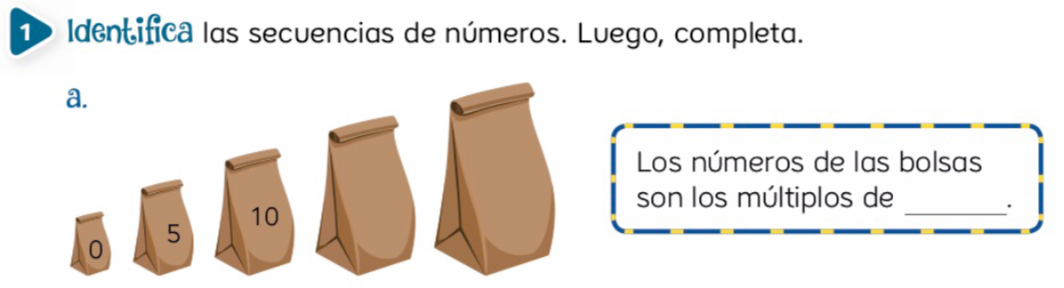 1 Identifica las secuencias de números. Luego, completa.
a.
0 5 10
Los números de las bolsas
son los múltiplos de ________.